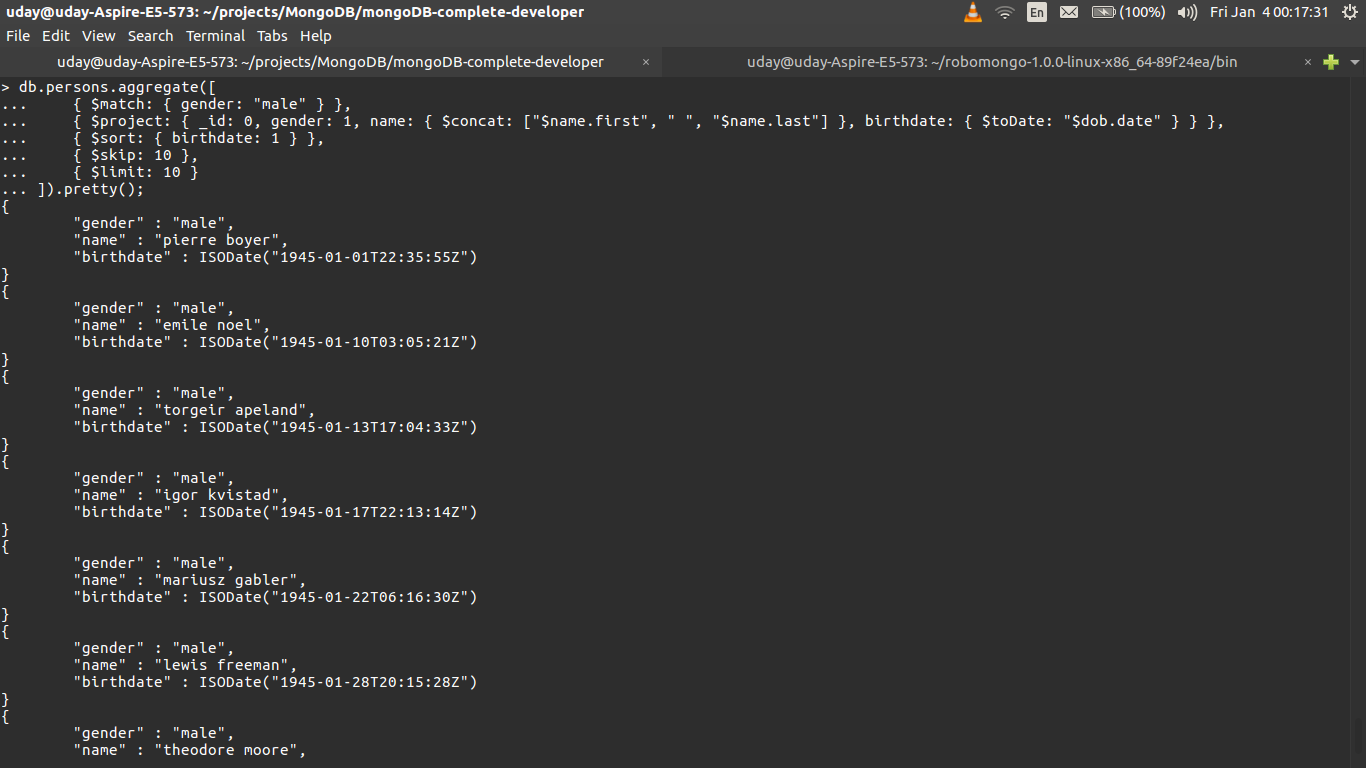 uday@uday-Aspire-E5-573: ~/projects/MongoDB/mongoDB-complete-developer En (100%) Fri Jan 4 00:17:31
File Edit View Search Terminal Tabs Help
uday@uday-Aspire-E5-573: ~/projects/MongoDB/mongoDB-complete-developer × uday@uday-Aspire-E5-573: ~/robomongo-1.0.0-linux-x86_64-89f24ea/bin ×
> db.persons.aggregate([
...     { $match: { gender: "male" } },
...     { $project: { _id: 0, gender: 1, name: { $concat: ["$name.first", " ", "$name.last"] }, birthdate: { $toDate: "$dob.date" } } },
...     { $sort: { birthdate: 1 } },
...     { $skip: 10 },
...     { $limit: 10 }
... ]).pretty();
{
        "gender" : "male",
        "name" : "pierre boyer",
        "birthdate" : ISODate("1945-01-01T22:35:55Z")
}
{
        "gender" : "male",
        "name" : "emile noel",
        "birthdate" : ISODate("1945-01-10T03:05:21Z")
}
{
        "gender" : "male",
        "name" : "torgeir apeland",
        "birthdate" : ISODate("1945-01-13T17:04:33Z")
}
{
        "gender" : "male",
        "name" : "igor kvistad",
        "birthdate" : ISODate("1945-01-17T22:13:14Z")
}
{
        "gender" : "male",
        "name" : "mariusz gabler",
        "birthdate" : ISODate("1945-01-22T06:16:30Z")
}
{
        "gender" : "male",
        "name" : "lewis freeman",
        "birthdate" : ISODate("1945-01-28T20:15:28Z")
}
{
        "gender" : "male",
        "name" : "theodore moore",